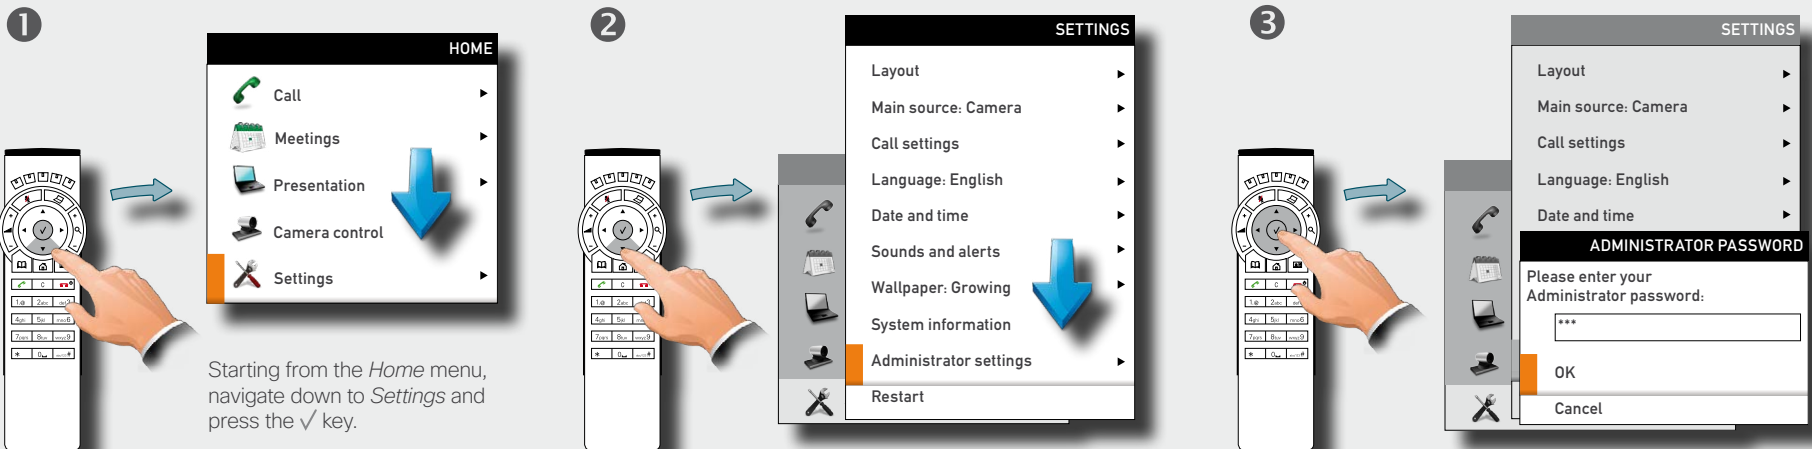 1
HOME
Call
Meetings
Presentation
Camera control
Settings
Starting from the Home menu,
navigate down to Settings and
press the ✓ key.
2
SETTINGS
Layout
Main source: Camera
Call settings
Language: English
Date and time
Sounds and alerts
Wallpaper: Growing
System information
Administrator settings
Restart
3
SETTINGS
Layout
Main source: Camera
Call settings
Language: English
Date and time
ADMINISTRATOR PASSWORD
Please enter your
Administrator password:
***
OK
Cancel